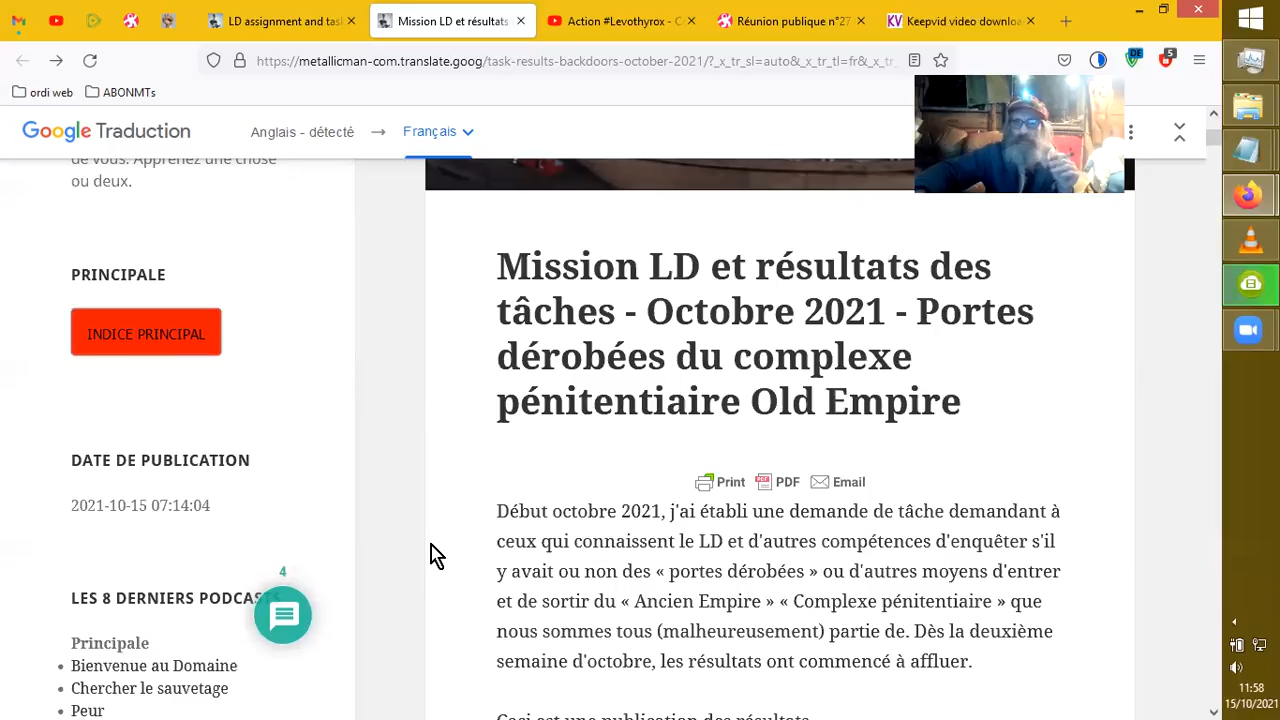 LD assignment and tas
Mission LD et résultats
Action #Levothyrox - C
Réunion publique n°27
Keepvid video downloa
https://metallicman-com.translate.goog/task-results-backdoors-october-2021/?_x_tr_sl=auto&_x_tr_tl=fr&_x_tr_
DE
5
ordi web
ABONMTs
Google Traduction
Anglais - détecté
Français
de vous. Apprenez une chose
ou deux.
PRINCIPALE
INDICE PRINCIPAL
DATE DE PUBLICATION
2021-10-15 07:14:04
4
LES 8 DERNIERS PODCASTS
Principale
Bienvenue au Domaine
Chercher le sauvetage
Peur
Mission LD et résultats des
tâches - Octobre 2021 - Portes
dérobées du complexe
pénitentiaire Old Empire
Print PDF Email
Début octobre 2021, j'ai établi une demande de tâche demandant à
ceux qui connaissent le LD et d'autres compétences d'enquêter s'il
y avait ou non des « portes dérobées » ou d'autres moyens d'entrer
et de sortir du « Ancien Empire » « Complexe pénitentiaire » que
nous sommes tous (malheureusement) partie de. Dès la deuxième
semaine d'octobre, les résultats ont commencé à affluer.
Ceci est une publication des résultats.
11:58
15/10/2021